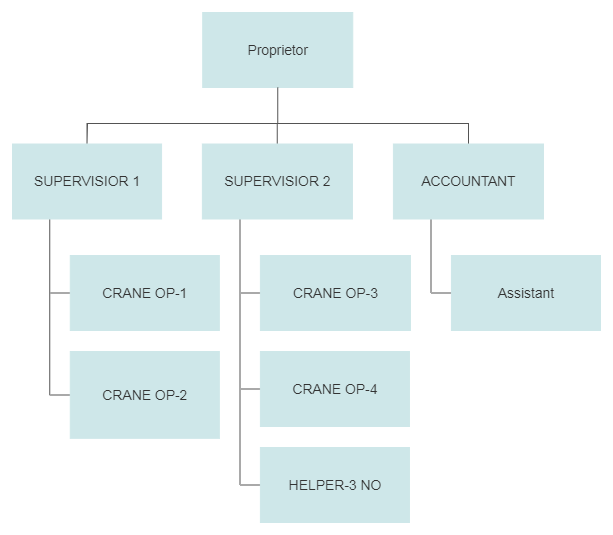 Proprietor
SUPERVISIOR 1
SUPERVISIOR 2
ACCOUNTANT
CRANE OP-1
CRANE OP-3
Assistant
CRANE OP-2
CRANE OP-4
HELPER-3 NO